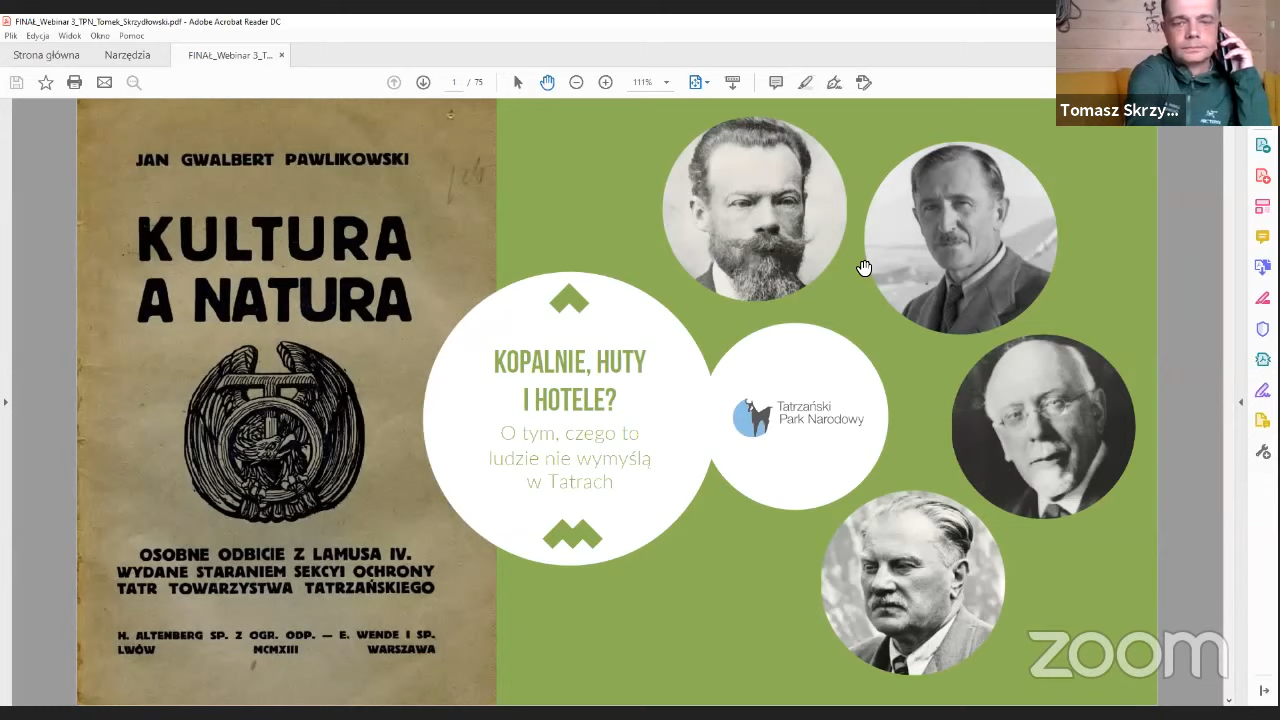 FINAŁ_Webinar 3_TPN_Tomek_Skrzydłowski.pdf - Adobe Acrobat Reader DC
Plik Edycja Widok Okno Pomoc
Strona główna Narzędzia FINAŁ_Webinar 3_T... ×
1 / 75 111%
Tomasz Skrzy...
JAN GWALBERT PAWLIKOWSKI
KULTURA
A NATURA
OSOBNE ODBICIE Z LAMUSA IV.
WYDANE STARANIEM SEKCYI OCHRONY
TATR TOWARZYSTWA TATRZAŃSKIEGO
H. ALTENBERG SP. Z OGR. ODP. — E. WENDE I SP.
LWÓW MCMXIII WARSZAWA
KOPALNIE, HUTY
I HOTELE?
O tym, czego to
ludzie nie wymyślą
w Tatrach
Tatrzański
Park Narodowy
zoom